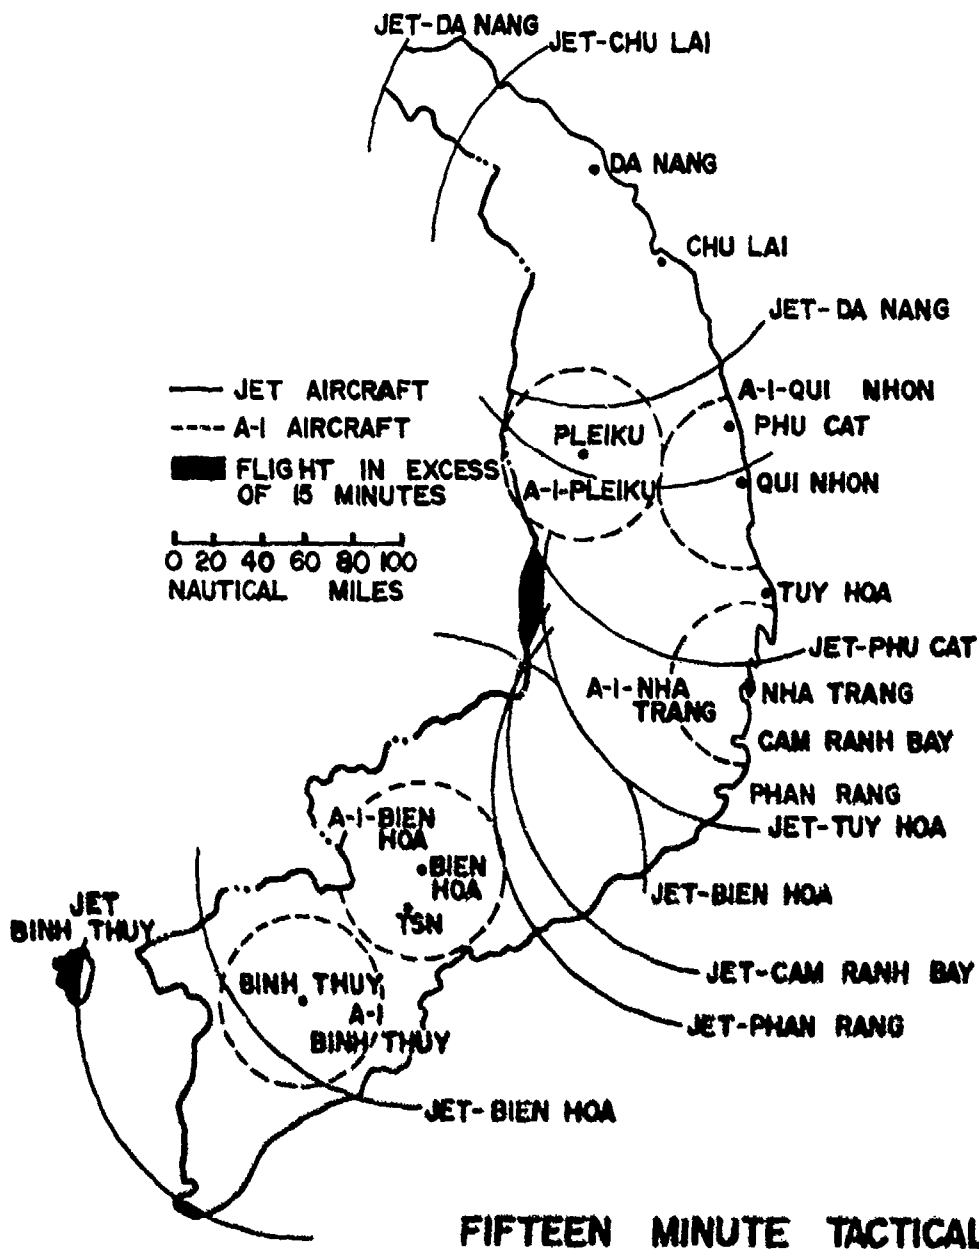 JET-DA NANG
JET-CHU LAI
DA NANG
CHU LAI
JET-DA NANG
JET AIRCRAFT
A-I-QUI NHON
A-I AIRCRAFT
PHU CAT
PLEIKU
FLIGHT IN EXCESS
OF 15 MINUTES
A-I-PLEIKU
QUI NHON
0 20 40 60 80 100
NAUTICAL MILES
TUY HOA
JET-PHU CAT
A-I-NHA
TRANG
NHA TRANG
CAM RANH BAY
PHAN RANG
A-I-BIEN
HOA
JET-TUY HOA
BIEN
HOA
JET-BIEN HOA
TSN
JET
BINH THUY
JET-CAM RANH BAY
BINH THUY
A-I
BINH THUY
JET-PHAN RANG
JET-BIEN HOA
FIFTEEN MINUTE TACTICAL